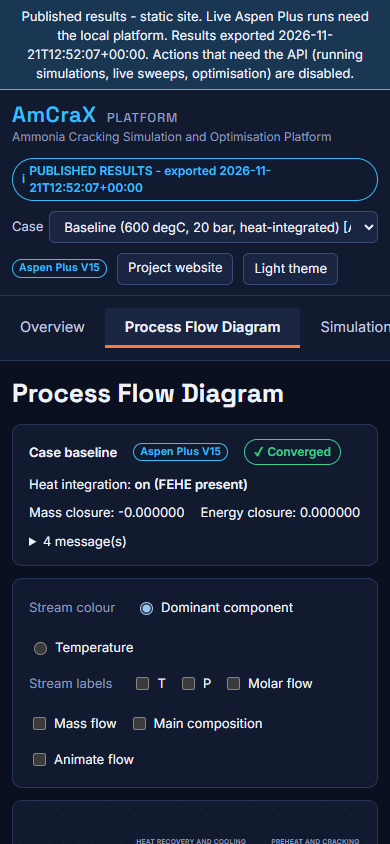 Published results - static site. Live Aspen Plus runs need
the local platform. Results exported 2026-11-
21T12:52:07+00:00. Actions that need the API (running
simulations, live sweeps, optimisation) are disabled.
AmCraX PLATFORM
Ammonia Cracking Simulation and Optimisation Platform
i PUBLISHED RESULTS - exported 2026-11-
21T12:52:07+00:00
Case Baseline (600 degC, 20 bar, heat-integrated) [
Aspen Plus V15 Project website Light theme
Overview Process Flow Diagram Simulation
Process Flow Diagram
Case baseline Aspen Plus V15 ✓ Converged
Heat integration: on (FEHE present)
Mass closure: -0.000000 Energy closure: 0.000000
▶ 4 message(s)
Stream colour Dominant component
Temperature
Stream labels T P Molar flow
Mass flow Main composition
Animate flow
HEAT RECOVERY AND COOLING PREHEAT AND CRACKING